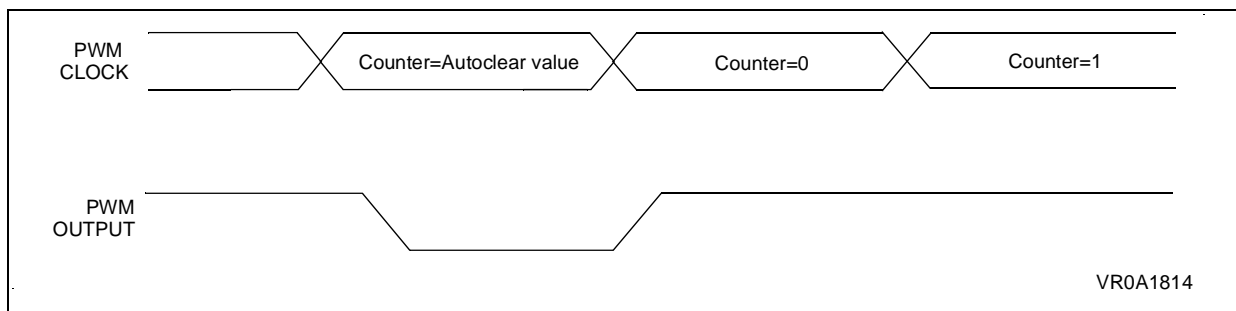 PWM
CLOCK
Counter=Autoclear value
Counter=0
Counter=1
PWM
OUTPUT
VR0A1814